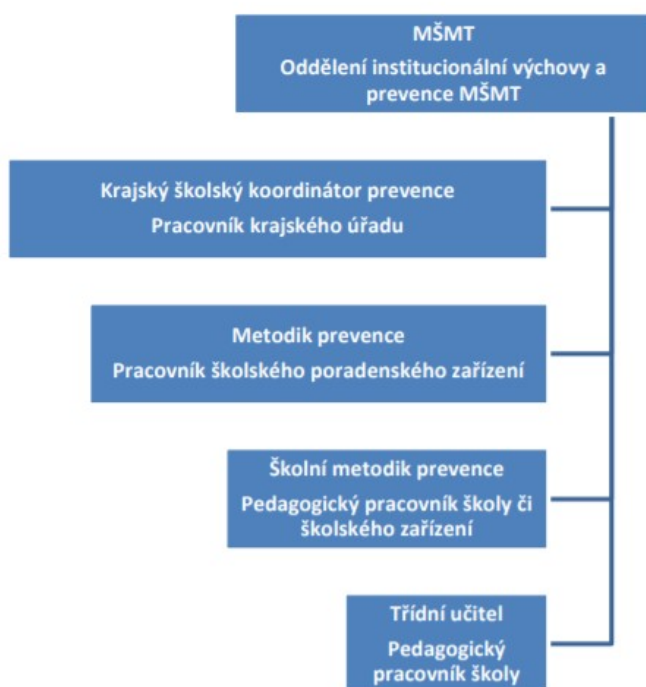 MŠMT
Oddělení institucionální výchovy a
prevence MŠMT
Krajský školský koordinátor prevence
Pracovník krajského úřadu
Metodik prevence
Pracovník školského poradenského zařízení
Školní metodik prevence
Pedagogický pracovník školy či
školského zařízení
Třídní učitel
Pedagogický
pracovník školy